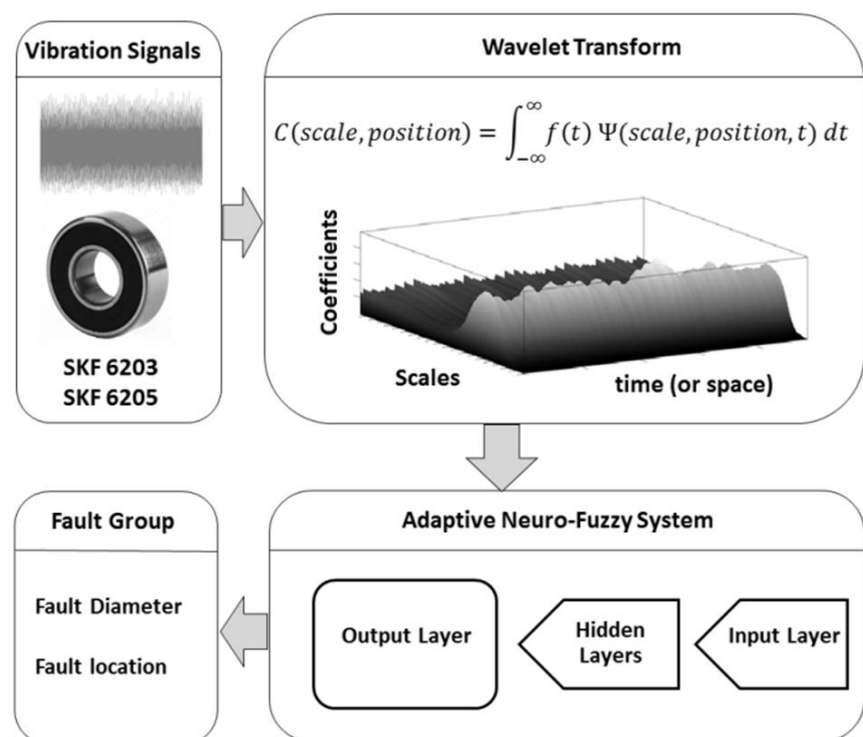 Vibration Signals
SKF 6203
SKF 6205
Wavelet Transform
C(scale, position) = ∫_{-∞}^{∞} f(t) Ψ(scale, position, t) dt
Coefficients
Scales
time (or space)
Adaptive Neuro-Fuzzy System
Input Layer
Hidden
Layers
Output Layer
Fault Group
Fault Diameter
Fault location